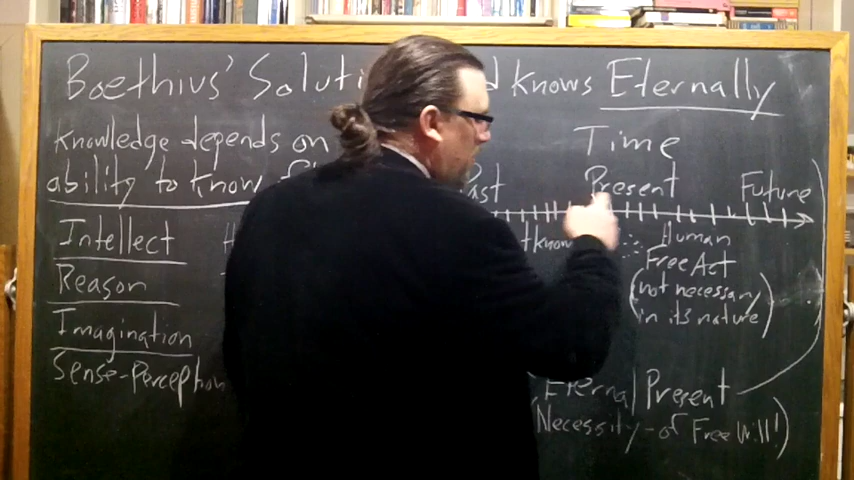 Boethius' Soluti d knows Eternally
Knowledge depends on
ability to know
Intellect
Reason
Imagination
Sense-Perception
Time
Past Present Future
know
Human
Free Act
(not necessary
in its nature)
Eternal Present
(Necessity-of Free Will!)